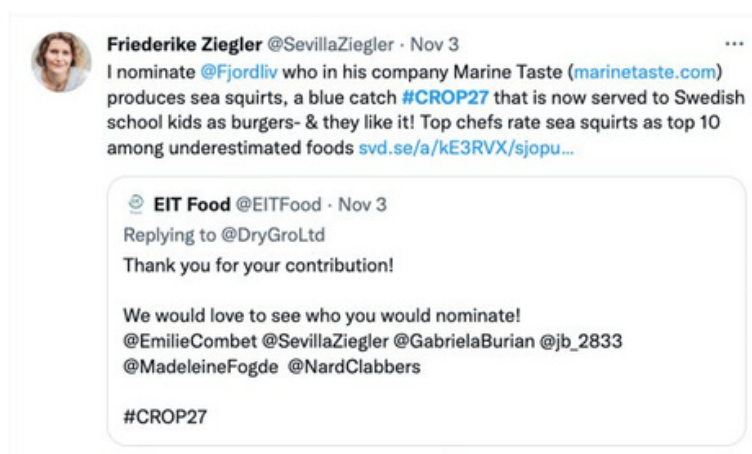 Friederike Ziegler @SevillaZiegler · Nov 3
I nominate @Fjordliv who in his company Marine Taste (marinetaste.com)
produces sea squirts, a blue catch #CROP27 that is now served to Swedish
school kids as burgers- & they like it! Top chefs rate sea squirts as top 10
among underestimated foods svd.se/a/kE3RVX/sjopu...
EIT Food @EITFood · Nov 3
Replying to @DryGroLtd
Thank you for your contribution!
We would love to see who you would nominate!
@EmilieCombet @SevillaZiegler @GabrielaBurian @jb_2833
@MadeleineFogde @NardClabbers
#CROP27